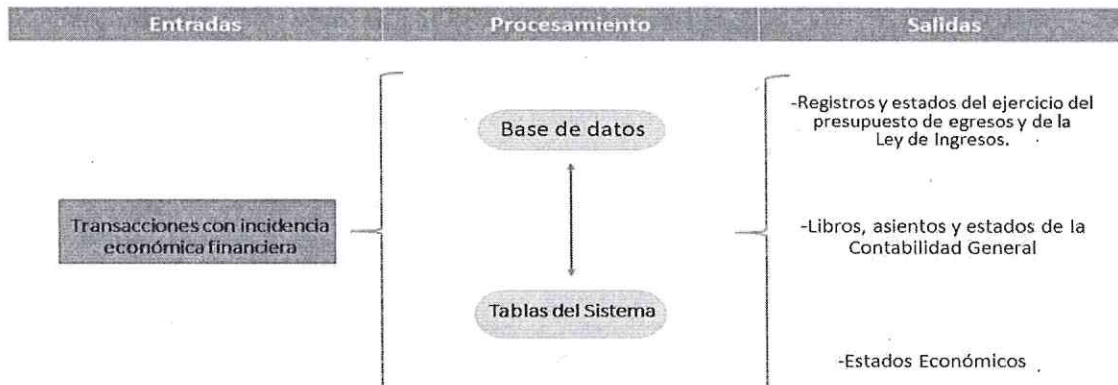 Entradas
Procesamiento
Salidas
Transacciones con incidencia
económica financiera
Base de datos
Tablas del Sistema
-Registros y estados del ejercicio del
presupuesto de egresos y de la
Ley de Ingresos.
-Libros, asientos y estados de la
Contabilidad General
-Estados Económicos